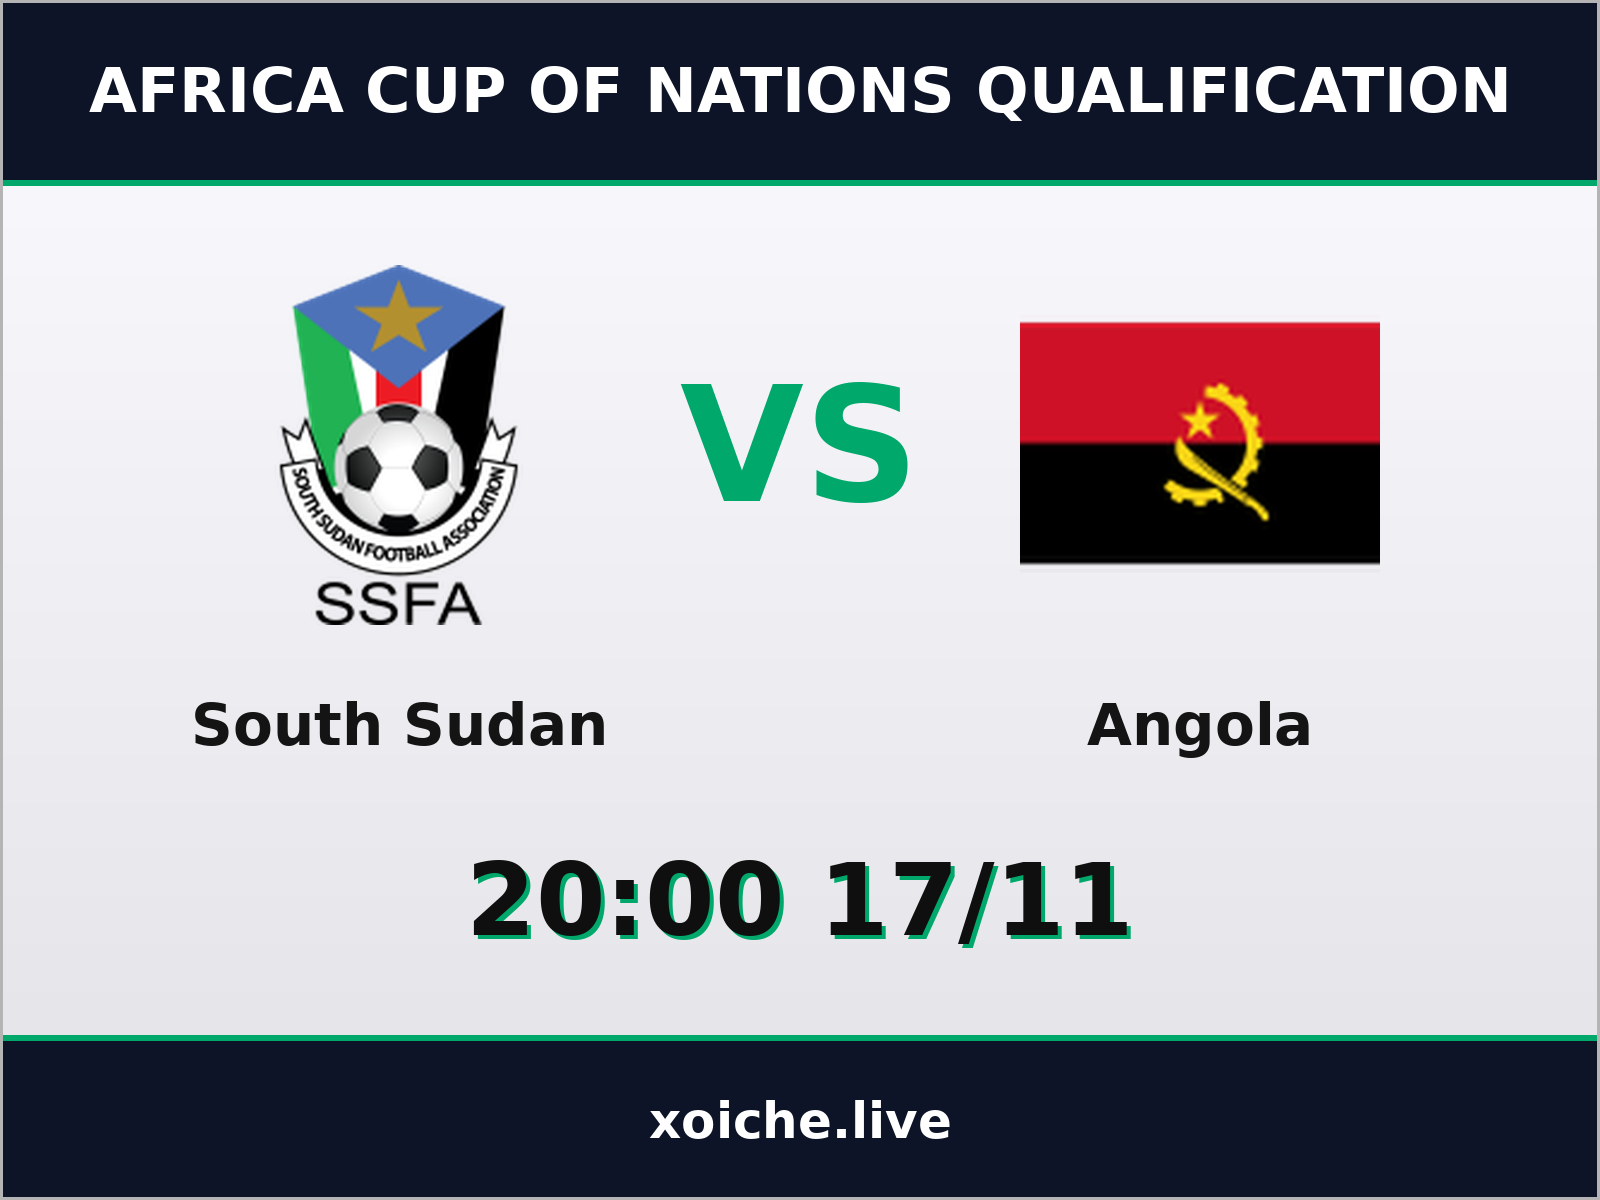 AFRICA CUP OF NATIONS QUALIFICATION
SOUTH SUDAN FOOTBALL ASSOCIATION
SSFA
VS
South Sudan
Angola
20:00 17/11
xoiche.live